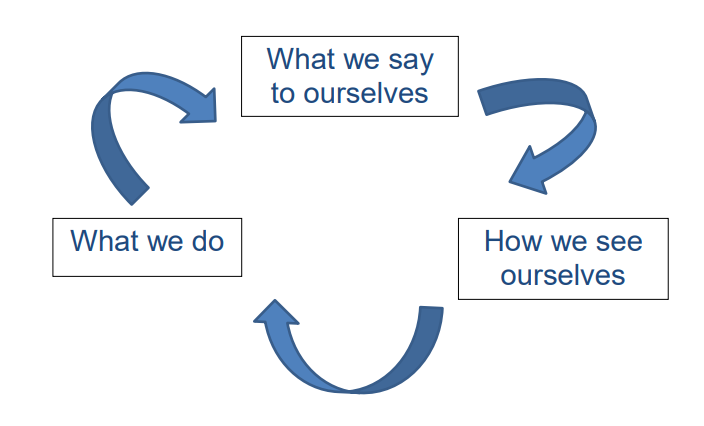 What we say
to ourselves
What we do
How we see
ourselves